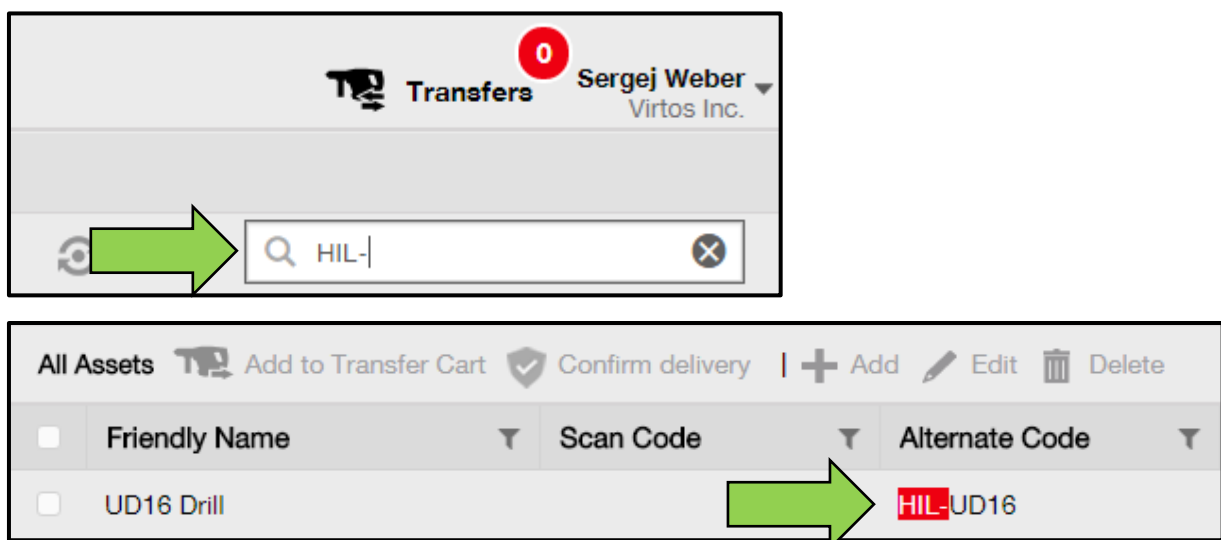 0
Transfers
Sergej Weber
Virtos Inc.
HIL-
All Assets Add to Transfer Cart Confirm delivery | Add Edit Delete
Friendly Name Scan Code Alternate Code
UD16 Drill HIL-UD16